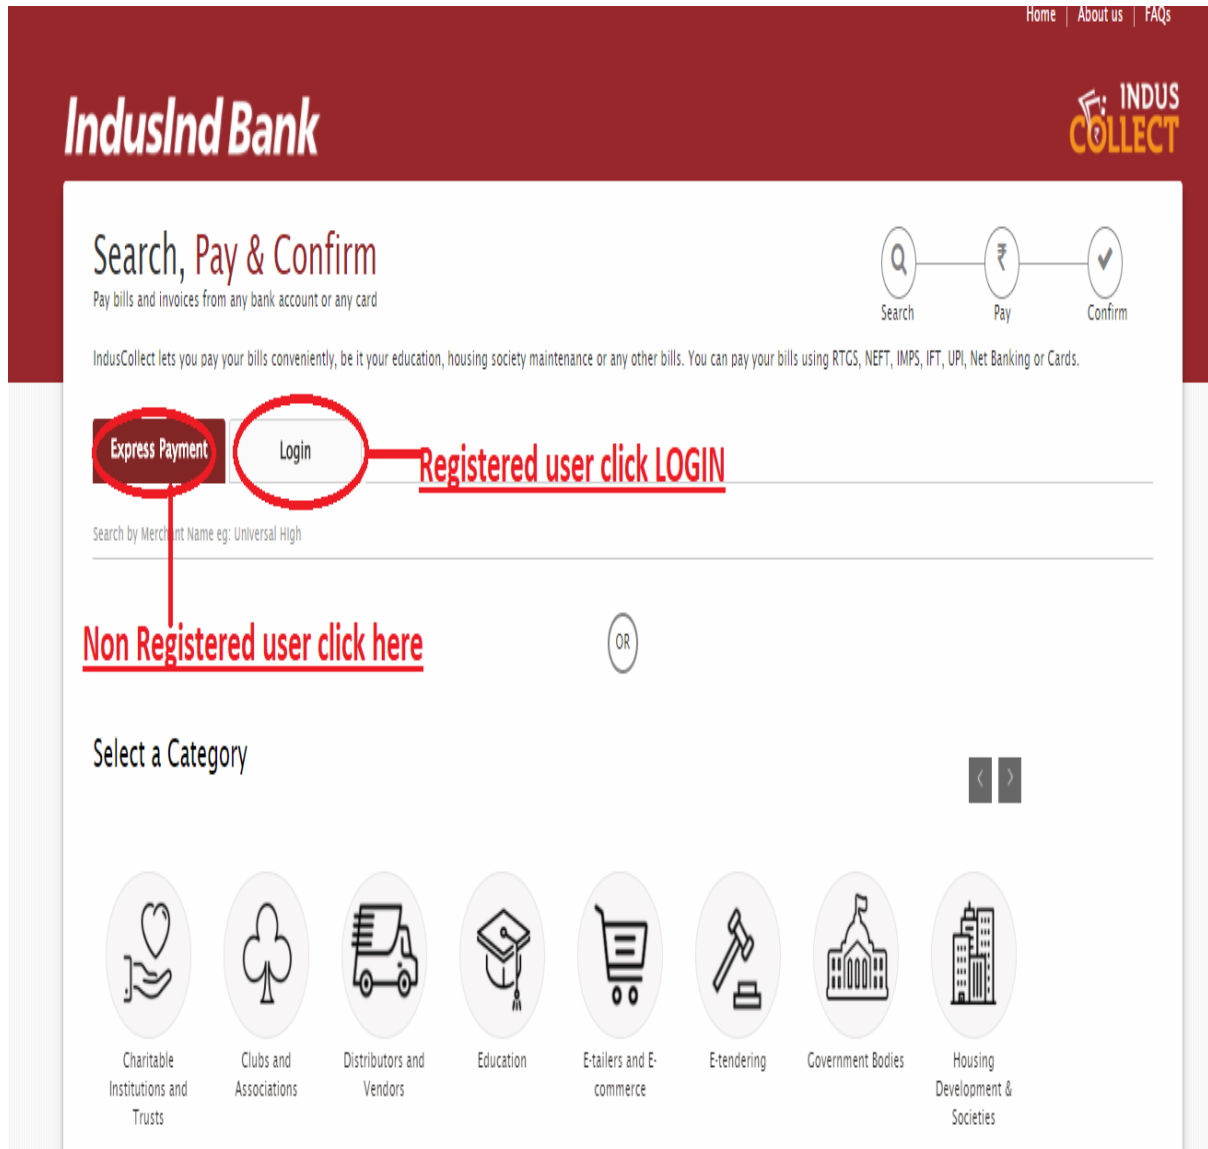 Home | About us | FAQs
IndusInd Bank
INDUS
COLLECT
Search, Pay & Confirm
Pay bills and invoices from any bank account or any card
Search
Pay
Confirm
IndusCollect lets you pay your bills conveniently, be it your education, housing society maintenance or any other bills. You can pay your bills using RTGS, NEFT, IMPS, IFT, UPI, Net Banking or Cards.
Express Payment
Login
Registered user click LOGIN
Search by Merchant Name eg: Universal High
Non Registered user click here
OR
Select a Category
< >
Charitable
Institutions and
Trusts
Clubs and
Associations
Distributors and
Vendors
Education
E-tailers and E-
commerce
E-tendering
Government Bodies
Housing
Development &
Societies